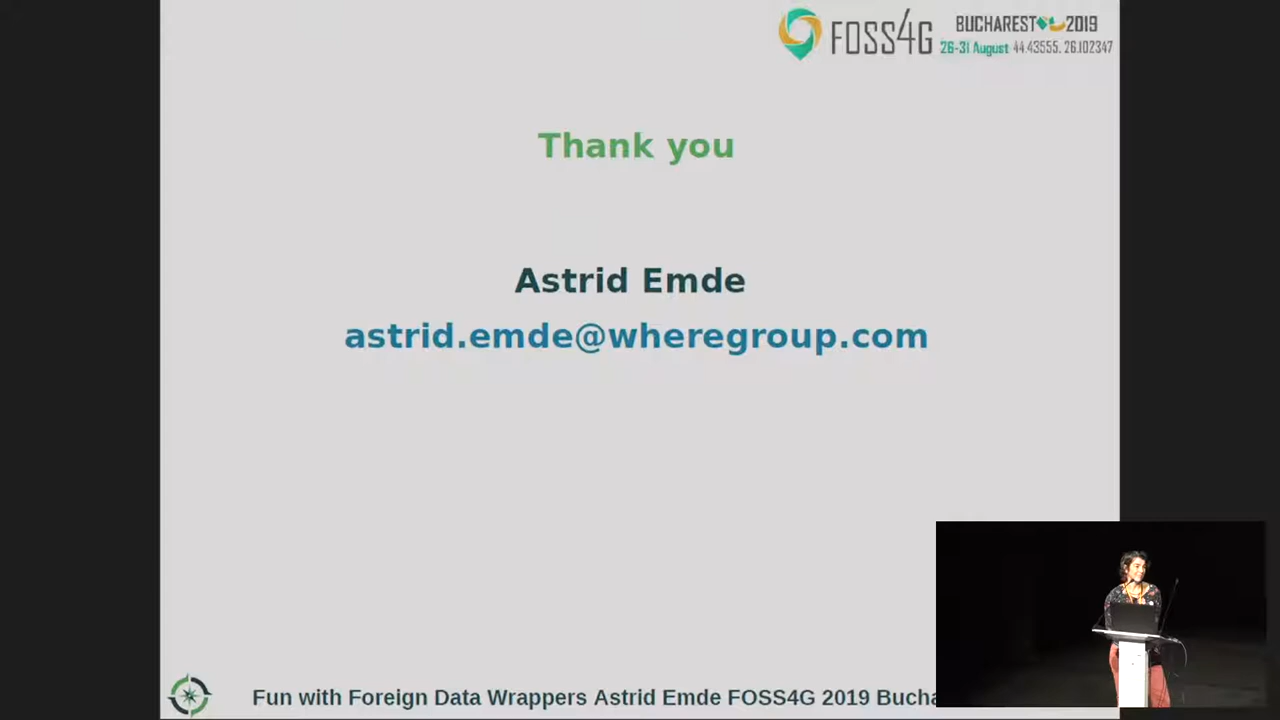 FOSS4G
BUCHAREST 2019
26-31 August 44.43555, 26.102347
Thank you
Astrid Emde
astrid.emde@wheregroup.com
Fun with Foreign Data Wrappers Astrid Emde FOSS4G 2019 Bucha